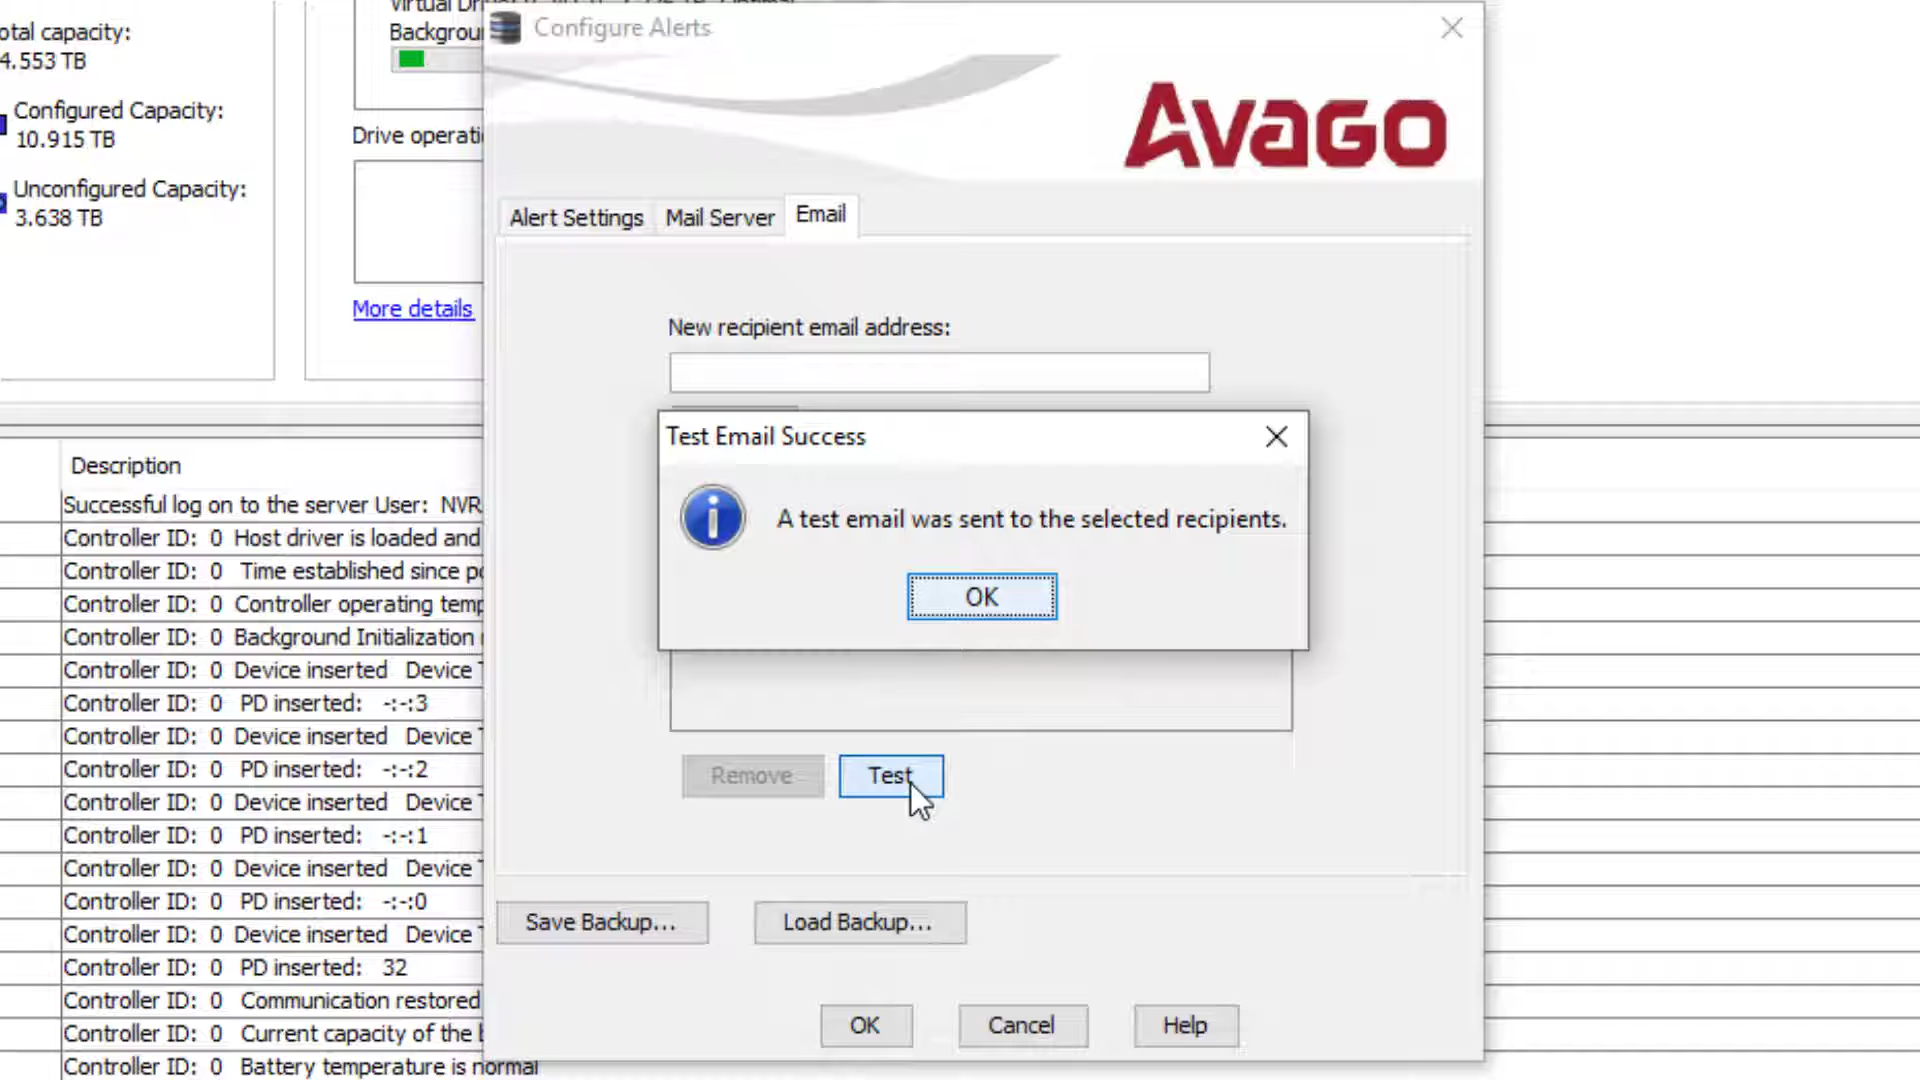 otal capacity:
4.553 TB
Configured Capacity:
10.915 TB
Unconfigured Capacity:
3.638 TB
Backgrou
Drive operati
More details
Configure Alerts
AVAGO
Alert Settings
Mail Server
Email
New recipient email address:
Test Email Success
A test email was sent to the selected recipients.
OK
Remove
Test
Save Backup...
Load Backup...
OK
Cancel
Help
Description
Successful log on to the server User: NVR
Controller ID: 0 Host driver is loaded and
Controller ID: 0 Time established since po
Controller ID: 0 Controller operating temp
Controller ID: 0 Background Initialization
Controller ID: 0 Device inserted Device T
Controller ID: 0 PD inserted: -:-:3
Controller ID: 0 Device inserted Device T
Controller ID: 0 PD inserted: -:-:2
Controller ID: 0 Device inserted Device T
Controller ID: 0 PD inserted: -:-:1
Controller ID: 0 Device inserted Device T
Controller ID: 0 PD inserted: -:-:0
Controller ID: 0 Device inserted Device T
Controller ID: 0 PD inserted: 32
Controller ID: 0 Communication restored
Controller ID: 0 Current capacity of the b
Controller ID: 0 Battery temperature is normal